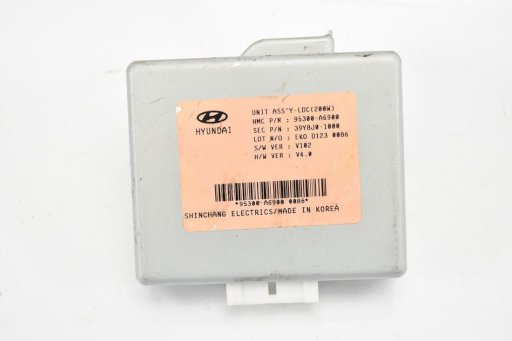 UNIT ASS'Y-LDC(200W)
HMC P/N : 95300-A6900
SEC P/N : 39YBJ0-1000
LOT N/O : EKO D123 0086
S/W VER : V102
H/W VER : V4.0
HYUNDAI
*95300-A6900 0086*
SHINCHANG ELECTRICS/MADE IN KOREA